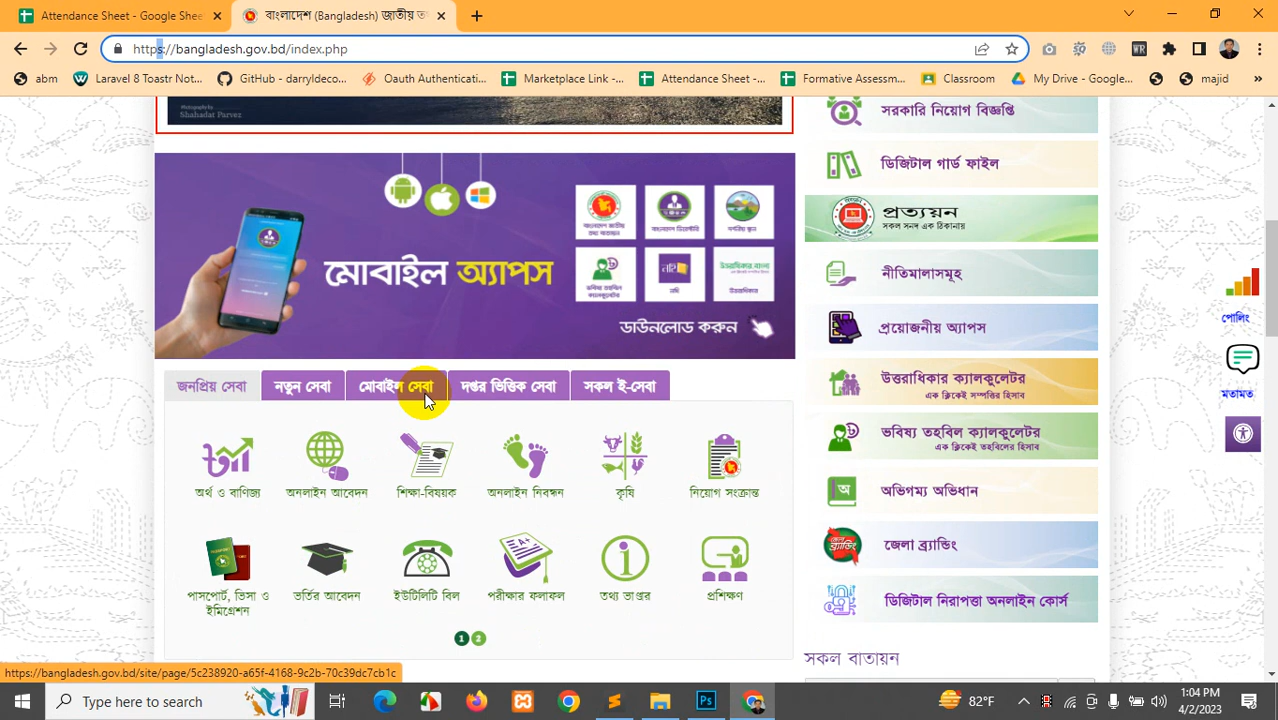 Attendance Sheet - Google Shee
বাংলাদেশ (Bangladesh) জাতীয় ত
https://bangladesh.gov.bd/index.php
abm
Laravel 8 Toastr Not...
GitHub - darryldeco...
Oauth Authenticati...
Marketplace Link -...
Attendance Sheet -...
Formative Assessm...
Classroom
My Drive - Google...
majid
Photography by
Shahadat Parvez
মোবাইল অ্যাপস
ডাউনলোড করুন
জনপ্রিয় সেবা
নতুন সেবা
মোবাইল সেবা
দপ্তর ভিত্তিক সেবা
সকল ই-সেবা
অর্থ ও বাণিজ্য
অনলাইন আবেদন
শিক্ষা-বিষয়ক
অনলাইন নিবন্ধন
কৃষি
নিয়োগ সংক্রান্ত
পাসপোর্ট, ভিসা ও
ইমিগ্রেশন
ভর্তির আবেদন
ইউটিলিটি বিল
পরীক্ষার ফলাফল
তথ্য ভাণ্ডার
প্রশিক্ষণ
1 2
সরকারি নিয়োগ বিজ্ঞপ্তি
ডিজিটাল গার্ড ফাইল
প্রত্যয়ন
সকল সনদ এক ঠিকানায়
নীতিমালাসমূহ
প্রয়োজনীয় অ্যাপস
উত্তরাধিকার ক্যালকুলেটর
এক ক্লিকেই সম্পত্তির হিসাব
ভবিষ্য তহবিল ক্যালকুলেটর
এক ক্লিকেই তহবিলের হিসাব
অভিগম্য অভিধান
জেলা ব্র্যান্ডিং
ডিজিটাল নিরাপত্তা অনলাইন কোর্স
সকল বাতায়ন
পোলিং
মতামত
https://bangladesh.gov.bd/site/page/5c238920-a65f-4168-9c2b-70c39dc7cb1c
Type here to search
82°F
1:04 PM
4/2/2023